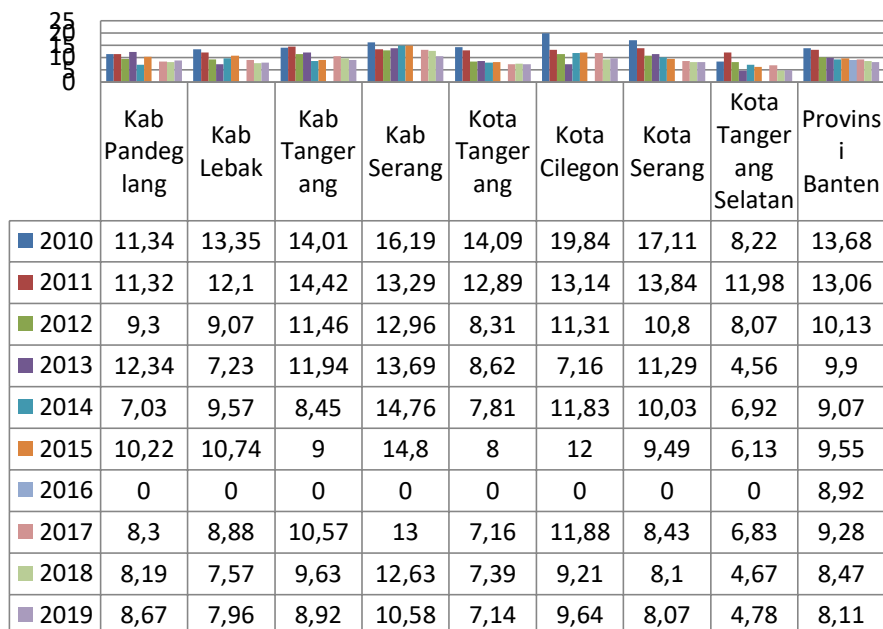 25
20
15
10
5
0
Kab Pandeg lang Kab Lebak Kab Tanger ang Kab Serang Kota Tanger ang Kota Cilegon Kota Serang Kota Tanger ang Selatan Provins i Banten
2010 11,34 13,35 14,01 16,19 14,09 19,84 17,11 8,22 13,68
2011 11,32 12,1 14,42 13,29 12,89 13,14 13,84 11,98 13,06
2012 9,3 9,07 11,46 12,96 8,31 11,31 10,8 8,07 10,13
2013 12,34 7,23 11,94 13,69 8,62 7,16 11,29 4,56 9,9
2014 7,03 9,57 8,45 14,76 7,81 11,83 10,03 6,92 9,07
2015 10,22 10,74 9 14,8 8 12 9,49 6,13 9,55
2016 0 0 0 0 0 0 0 0 8,92
2017 8,3 8,88 10,57 13 7,16 11,88 8,43 6,83 9,28
2018 8,19 7,57 9,63 12,63 7,39 9,21 8,1 4,67 8,47
2019 8,67 7,96 8,92 10,58 7,14 9,64 8,07 4,78 8,11